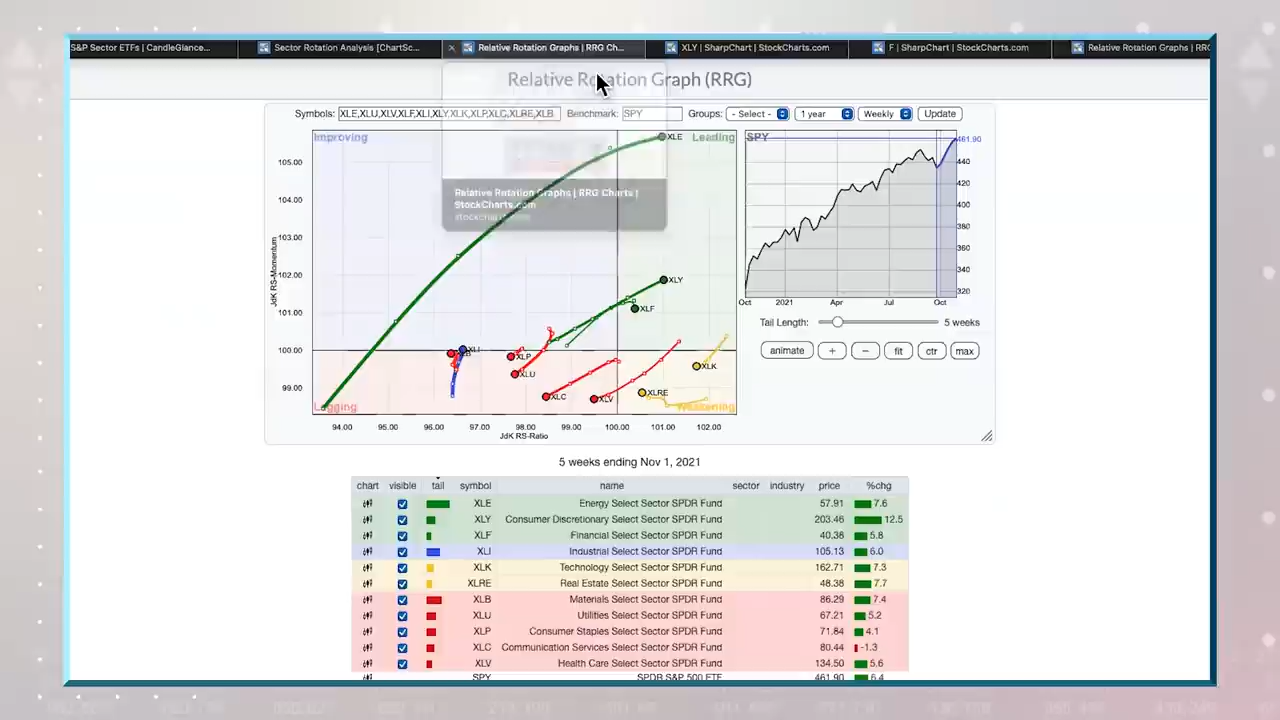 S&P Sector ETFs | CandleGlance...
Sector Rotation Analysis [ChartSc...
Relative Rotation Graphs | RRG Ch...
XLY | SharpChart | StockCharts.com
F | SharpChart | StockCharts.com
Relative Rotation Graphs | RRG
Relative Rotation Graph (RRG)
Symbols: XLE,XLU,XLV,XLF,XLI,XLY,XLK,XLP,XLC,XLRE,XLB Benchmark: SPY Groups: - Select - 1 year Weekly Update
Improving
Leading
XLE
Relative Rotation Graphs | RRG Charts |
StockCharts.com
105.00
104.00
103.00
102.00
101.00
100.00
99.00
JdK RS-Momentum
XLY
XLF
XLI
XLP
XLU
XLC
XLV
XLRE
XLK
Lagging
Weakening
94.00 95.00 96.00 97.00 98.00 99.00 100.00 101.00 102.00
JdK RS-Ratio
SPY
461.90
440
420
400
380
360
340
320
Oct 2021 Apr Jul Oct
Tail Length: 5 weeks
animate + − fit ctr max
5 weeks ending Nov 1, 2021
chart visible tail symbol name sector industry price %chg
XLE Energy Select Sector SPDR Fund 57.91 7.6
XLY Consumer Discretionary Select Sector SPDR Fund 203.46 12.5
XLF Financial Select Sector SPDR Fund 40.38 5.8
XLI Industrial Select Sector SPDR Fund 105.13 6.0
XLK Technology Select Sector SPDR Fund 162.71 7.3
XLRE Real Estate Select Sector SPDR Fund 48.38 7.7
XLB Materials Select Sector SPDR Fund 86.29 7.4
XLU Utilities Select Sector SPDR Fund 67.21 5.2
XLP Consumer Staples Select Sector SPDR Fund 71.84 4.1
XLC Communication Services Select Sector SPDR Fund 80.44 -1.3
XLV Health Care Select Sector SPDR Fund 134.50 5.6
SPY SPDR S&P 500 ETF 461.90 6.4